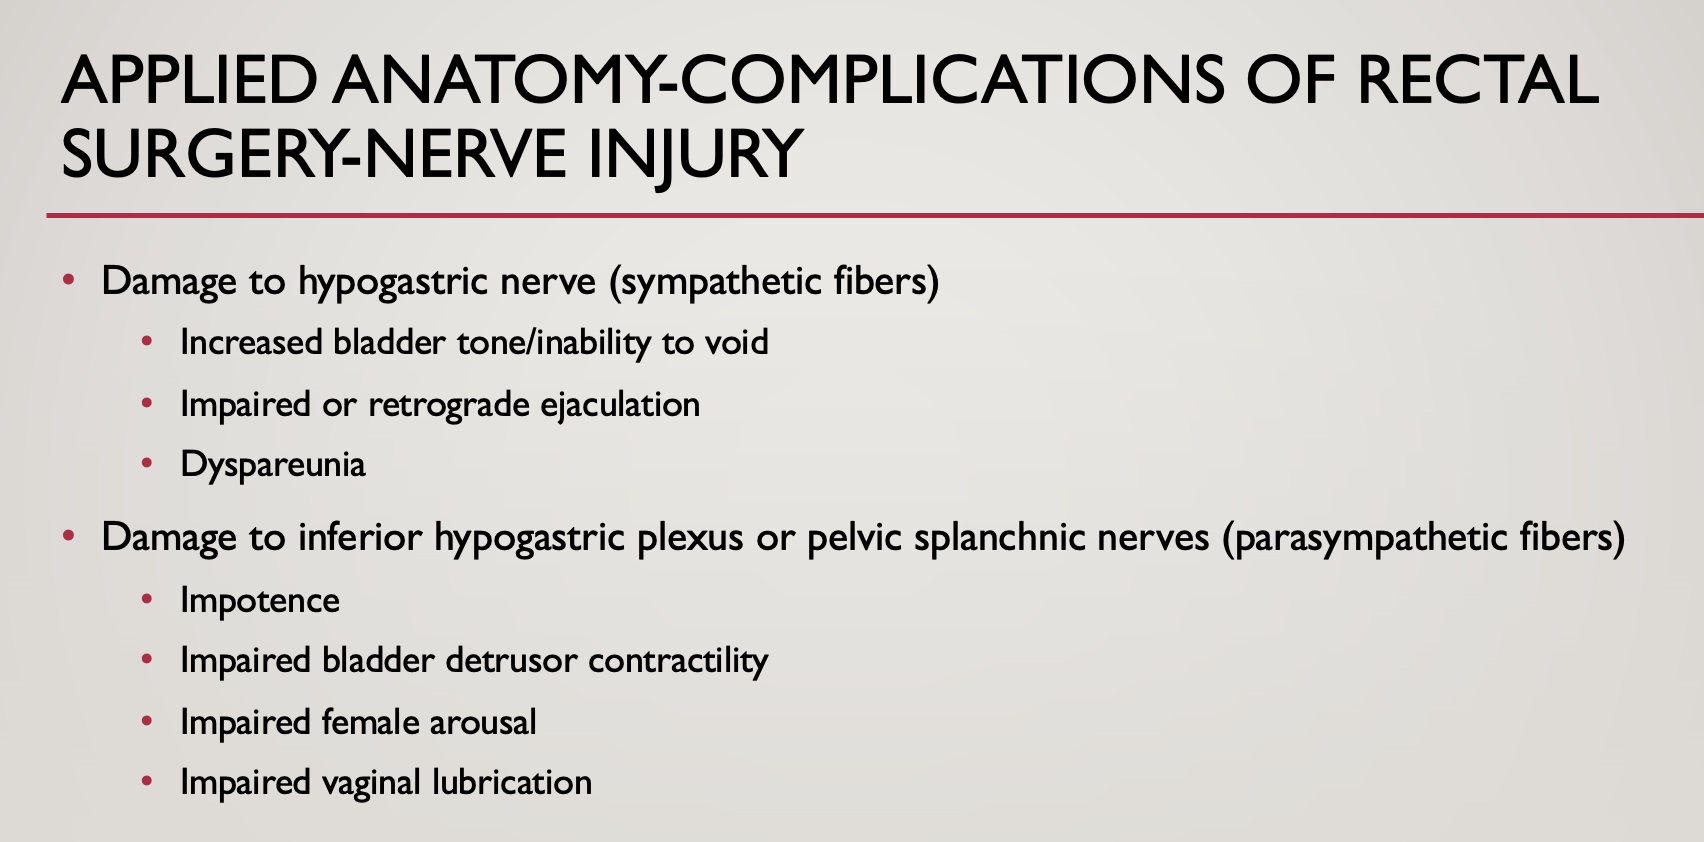 APPLIED ANATOMY-COMPLICATIONS OF RECTAL
SURGERY-NERVE INJURY
• Damage to hypogastric nerve (sympathetic fibers)
• Increased bladder tone/inability to void
• Impaired or retrograde ejaculation
• Dyspareunia
• Damage to inferior hypogastric plexus or pelvic splanchnic nerves (parasympathetic fibers)
• Impotence
• Impaired bladder detrusor contractility
• Impaired female arousal
• Impaired vaginal lubrication